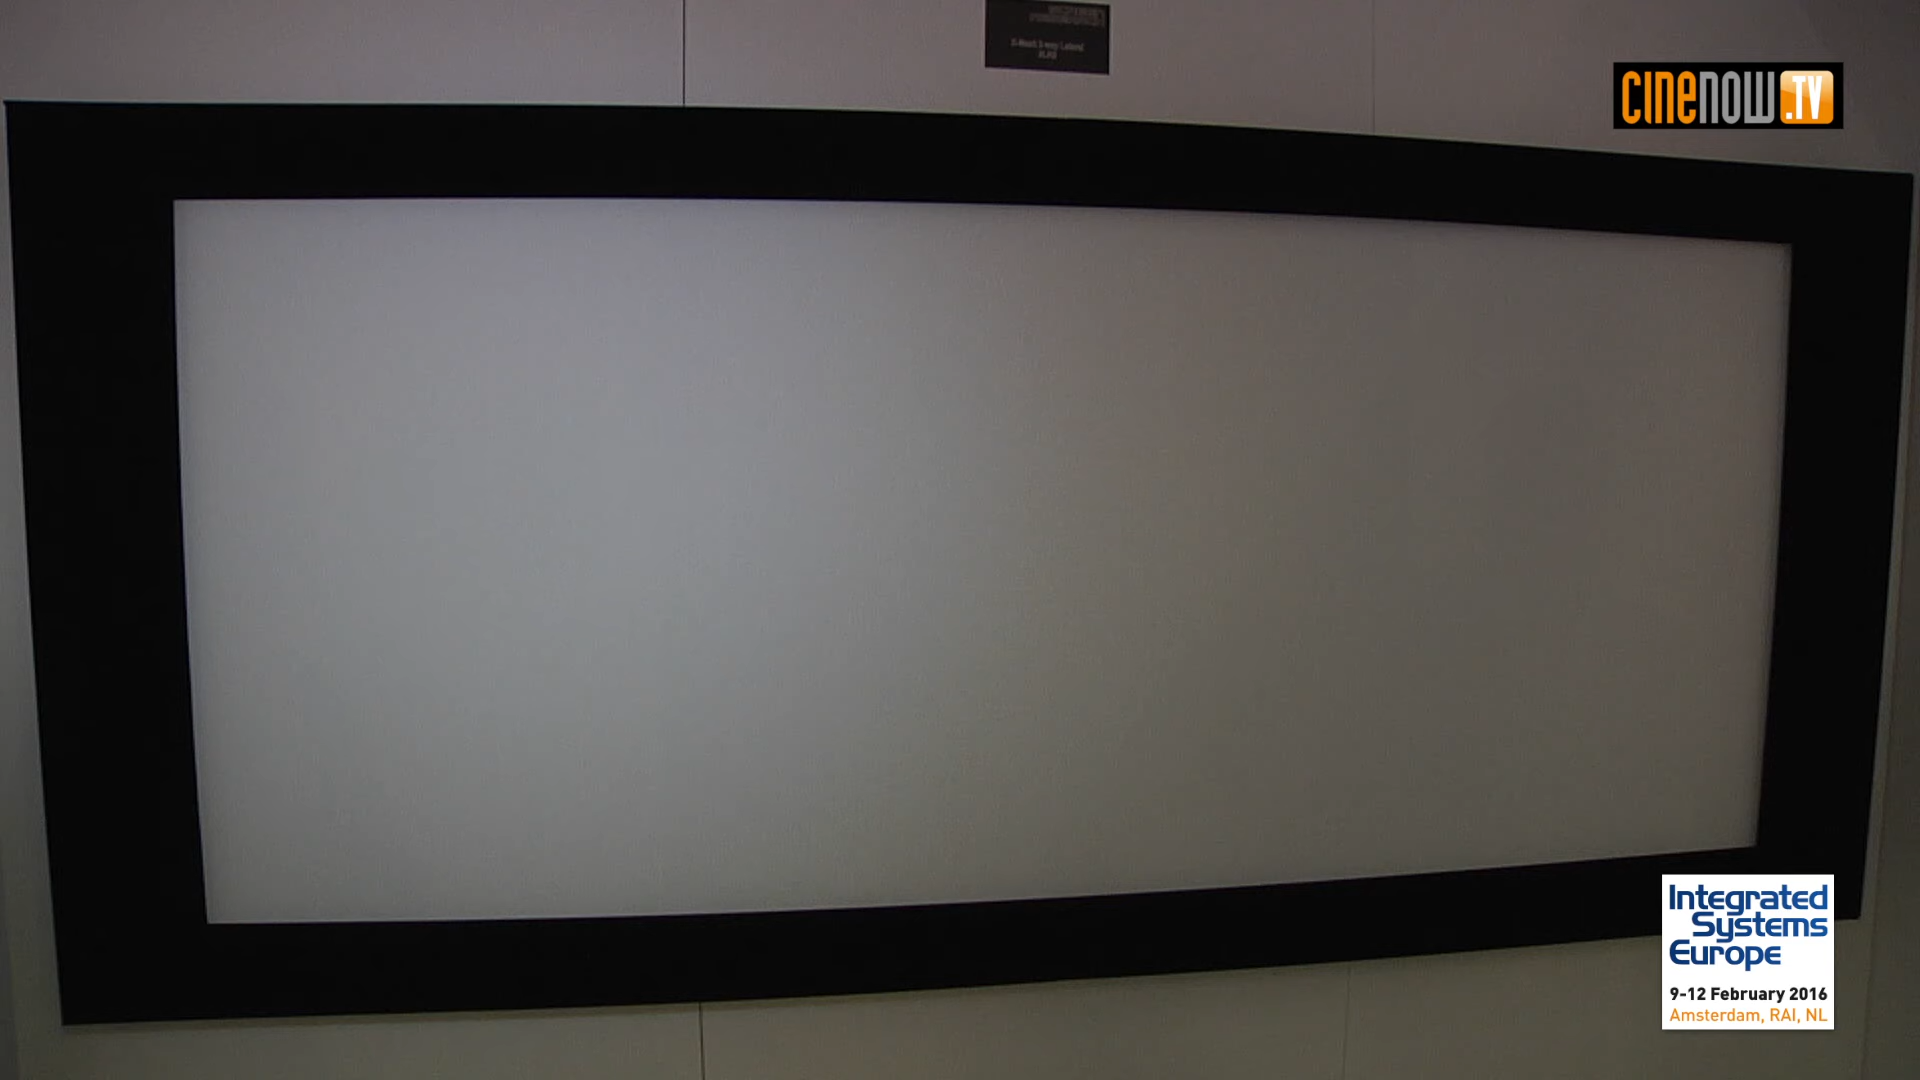 cinenow.TV
Integrated
Systems
Europe
9-12 February 2016
Amsterdam, RAI, NL